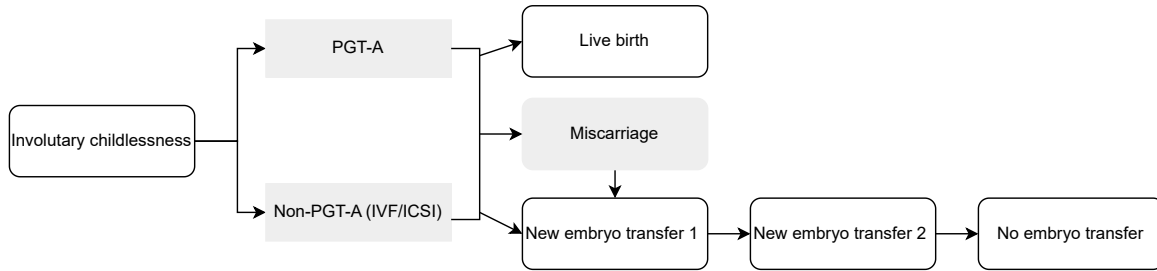 PGT-A
Live birth
Involutary childlessness
Miscarriage
Non-PGT-A (IVF/ICSI)
New embryo transfer 1
New embryo transfer 2
No embryo transfer